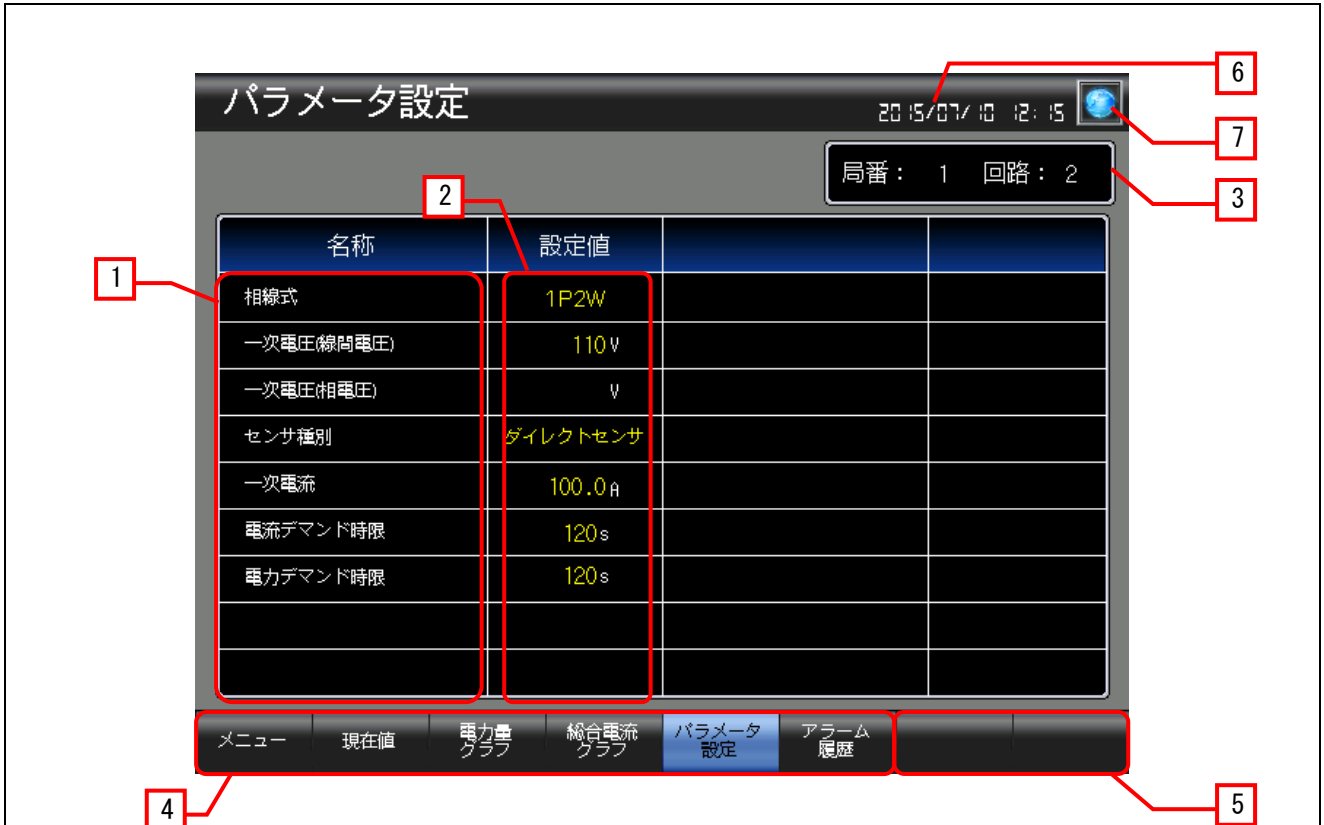 6
パラメータ設定
2015/07/10 12:15
7
局番： 1 回路： 2
2
3
名称 設定値
1
相線式 1P2W
一次電圧(線間電圧) 110 V
一次電圧(相電圧) V
センサ種別 ダイレクトセンサ
一次電流 100.0 A
電流デマンド時限 120 s
電力デマンド時限 120 s
メニュー 現在値 電力量グラフ 総合電流グラフ パラメータ設定 アラーム履歴
4
5